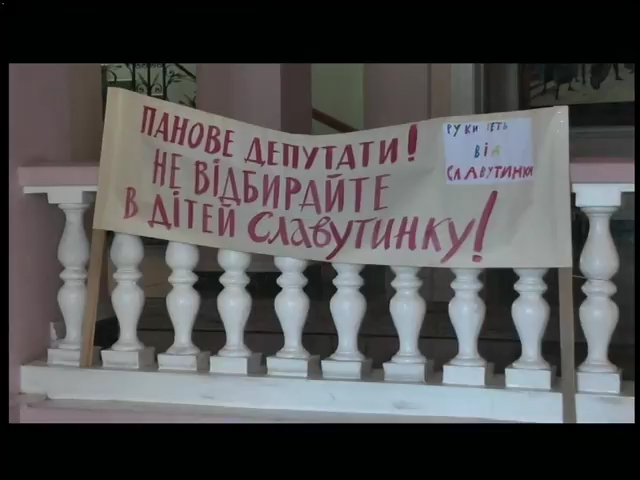 ПАНОВЕ ДЕПУТАТИ!
НЕ ВІДБИРАЙТЕ
В ДІТЕЙ СЛАВУТИНКУ!
РУКИ ГЕТЬ
ВІД
СЛАВУТИНКИ